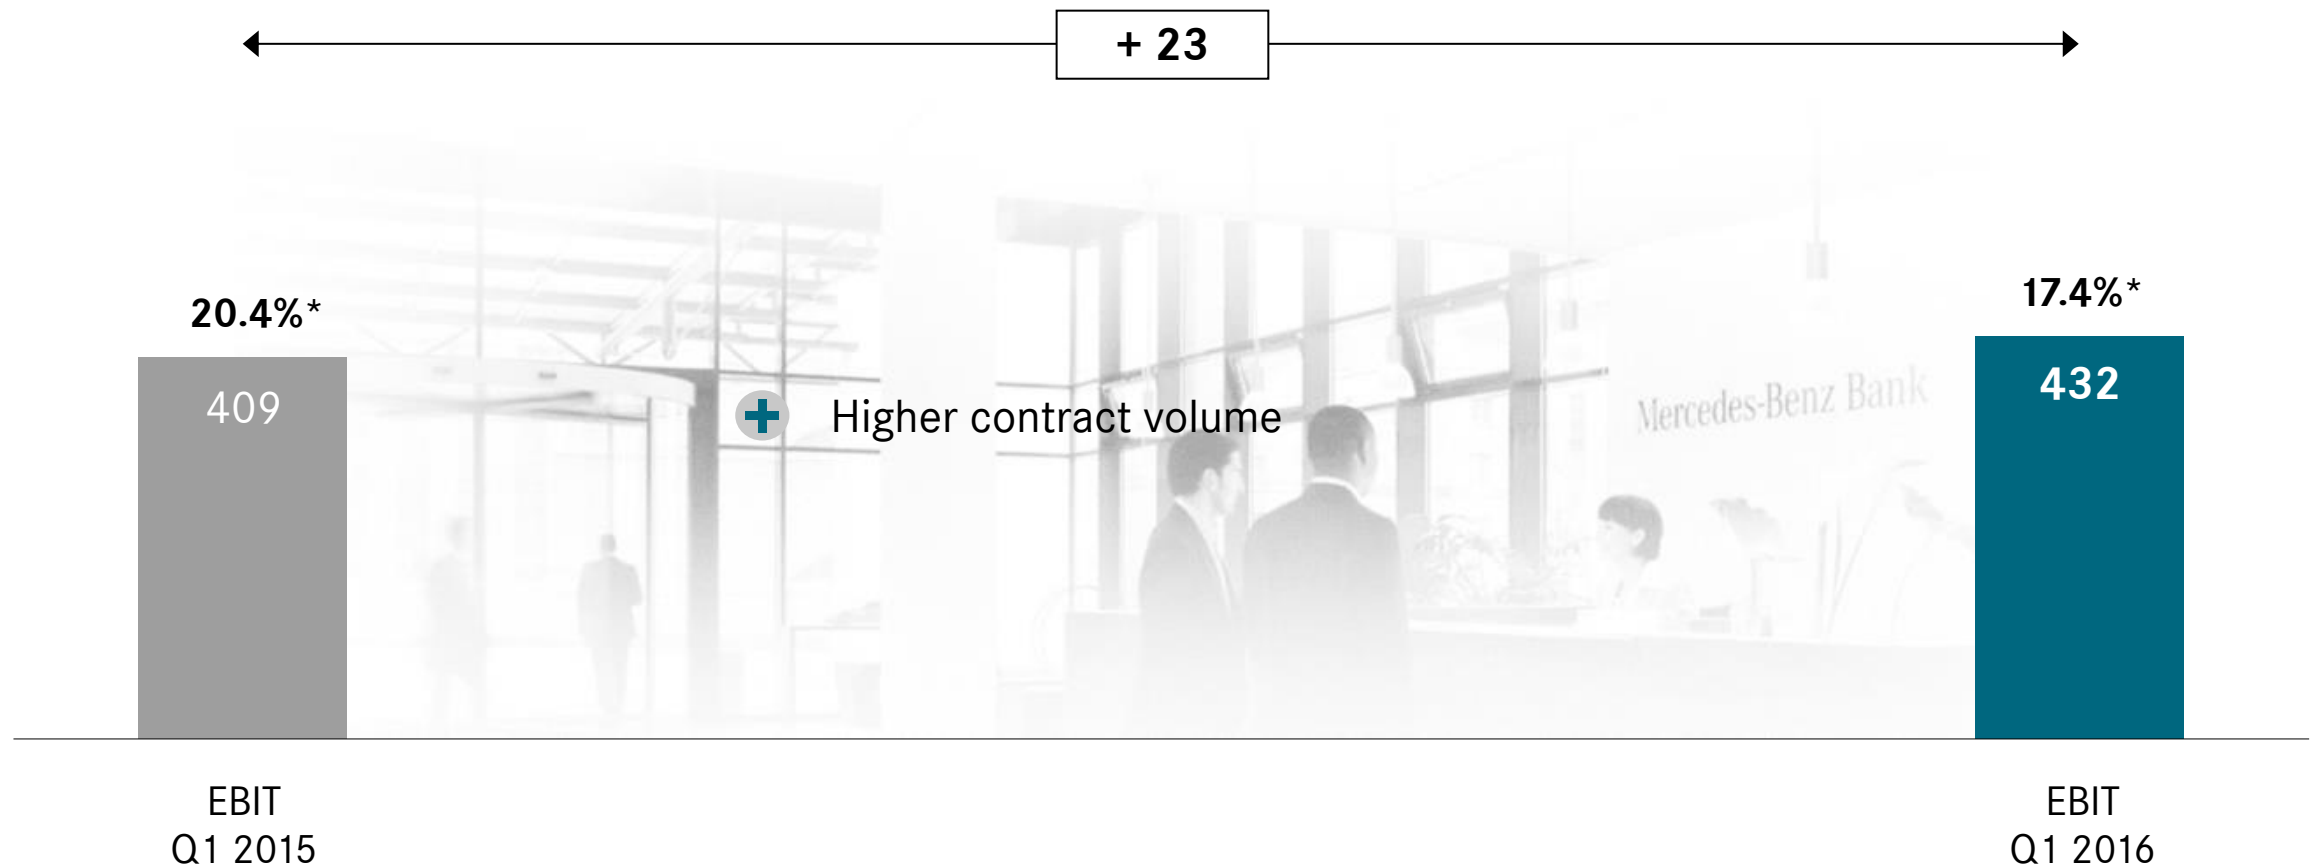 + 23
20.4%*
17.4%*
409
432
Higher contract volume
Mercedes-Benz Bank
EBIT
Q1 2015
EBIT
Q1 2016